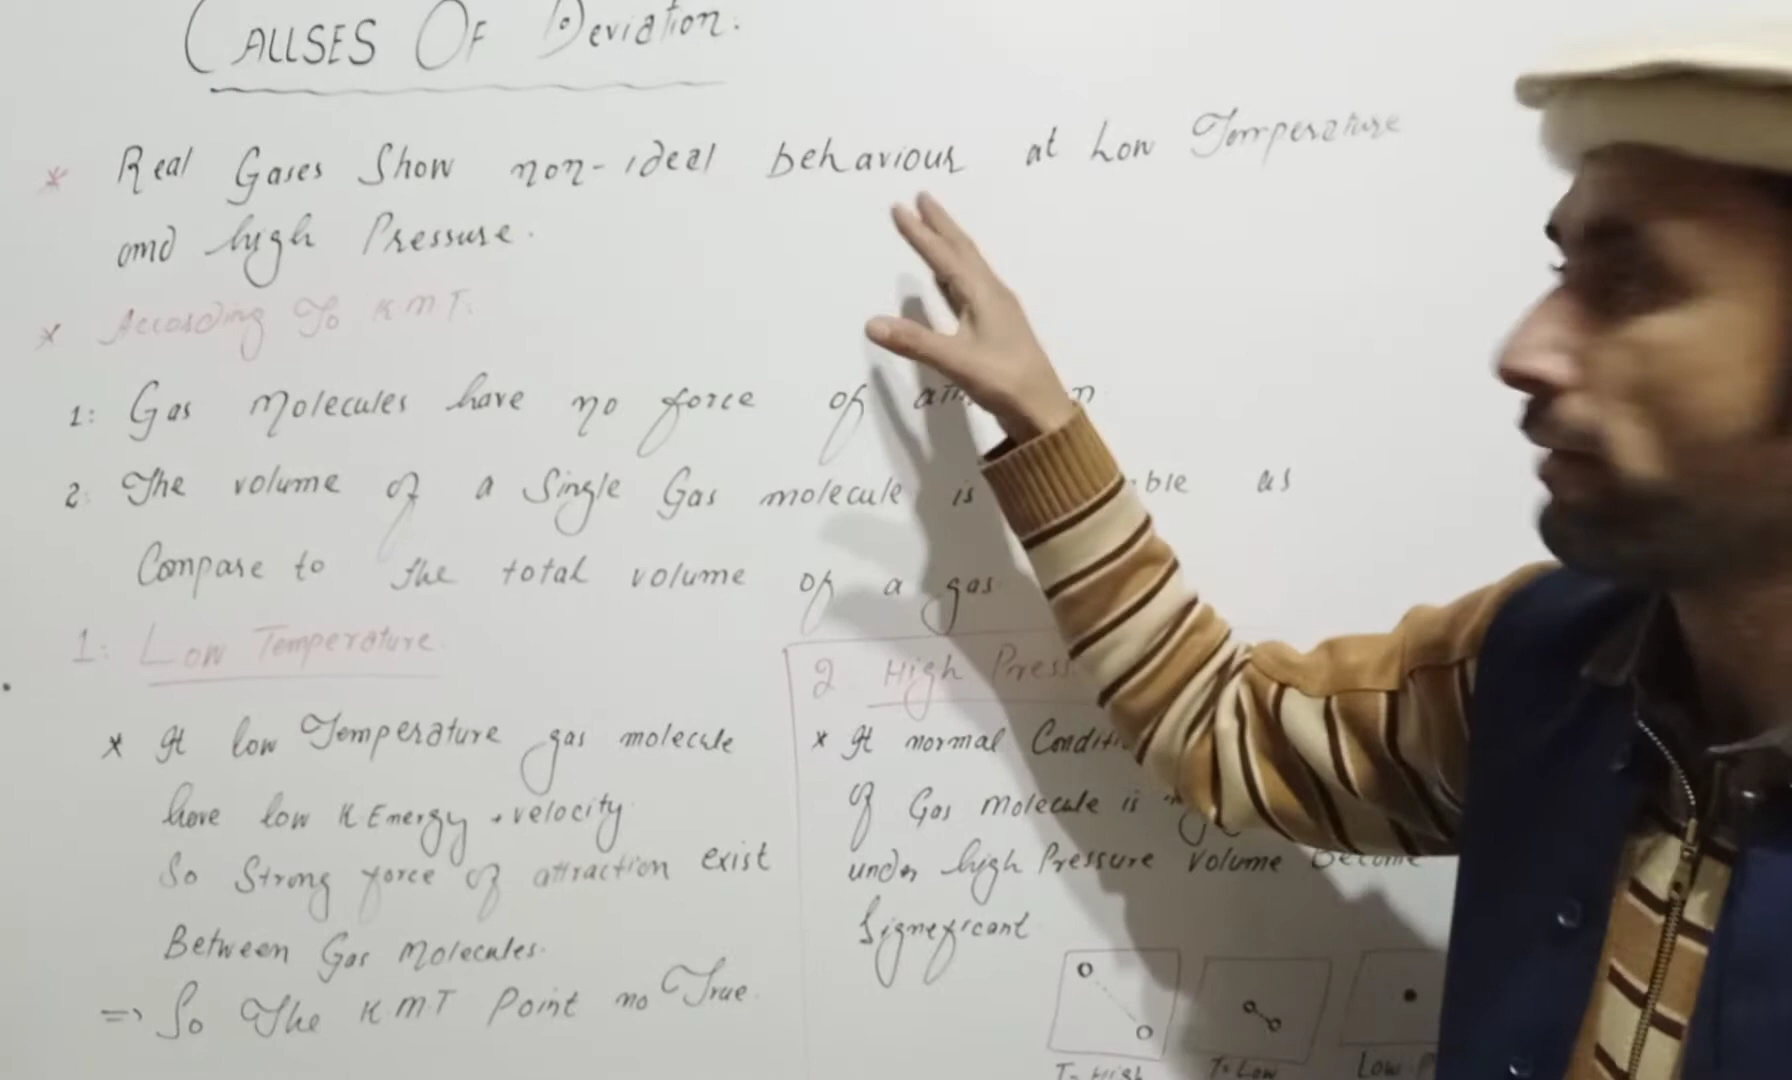 CAUSES OF Deviation.
* Real Gases Show non-ideal behaviour at Low Temperature
and high Pressure.
* According To KMT.
1: Gas Molecules have no force of
2: The volume of a Single Gas molecule is as
Compare to the total volume of a gas
1: Low Temperature.
* At low Temperature gas molecule
have low K Energy + velocity
So Strong force of attraction exist
Between Gas Molecules.
=> So The KMT Point no True.
2 High
* At normal
of Gas Molecule is
under high Pressure Volume Become
Significant
T= High
T= Low
Low